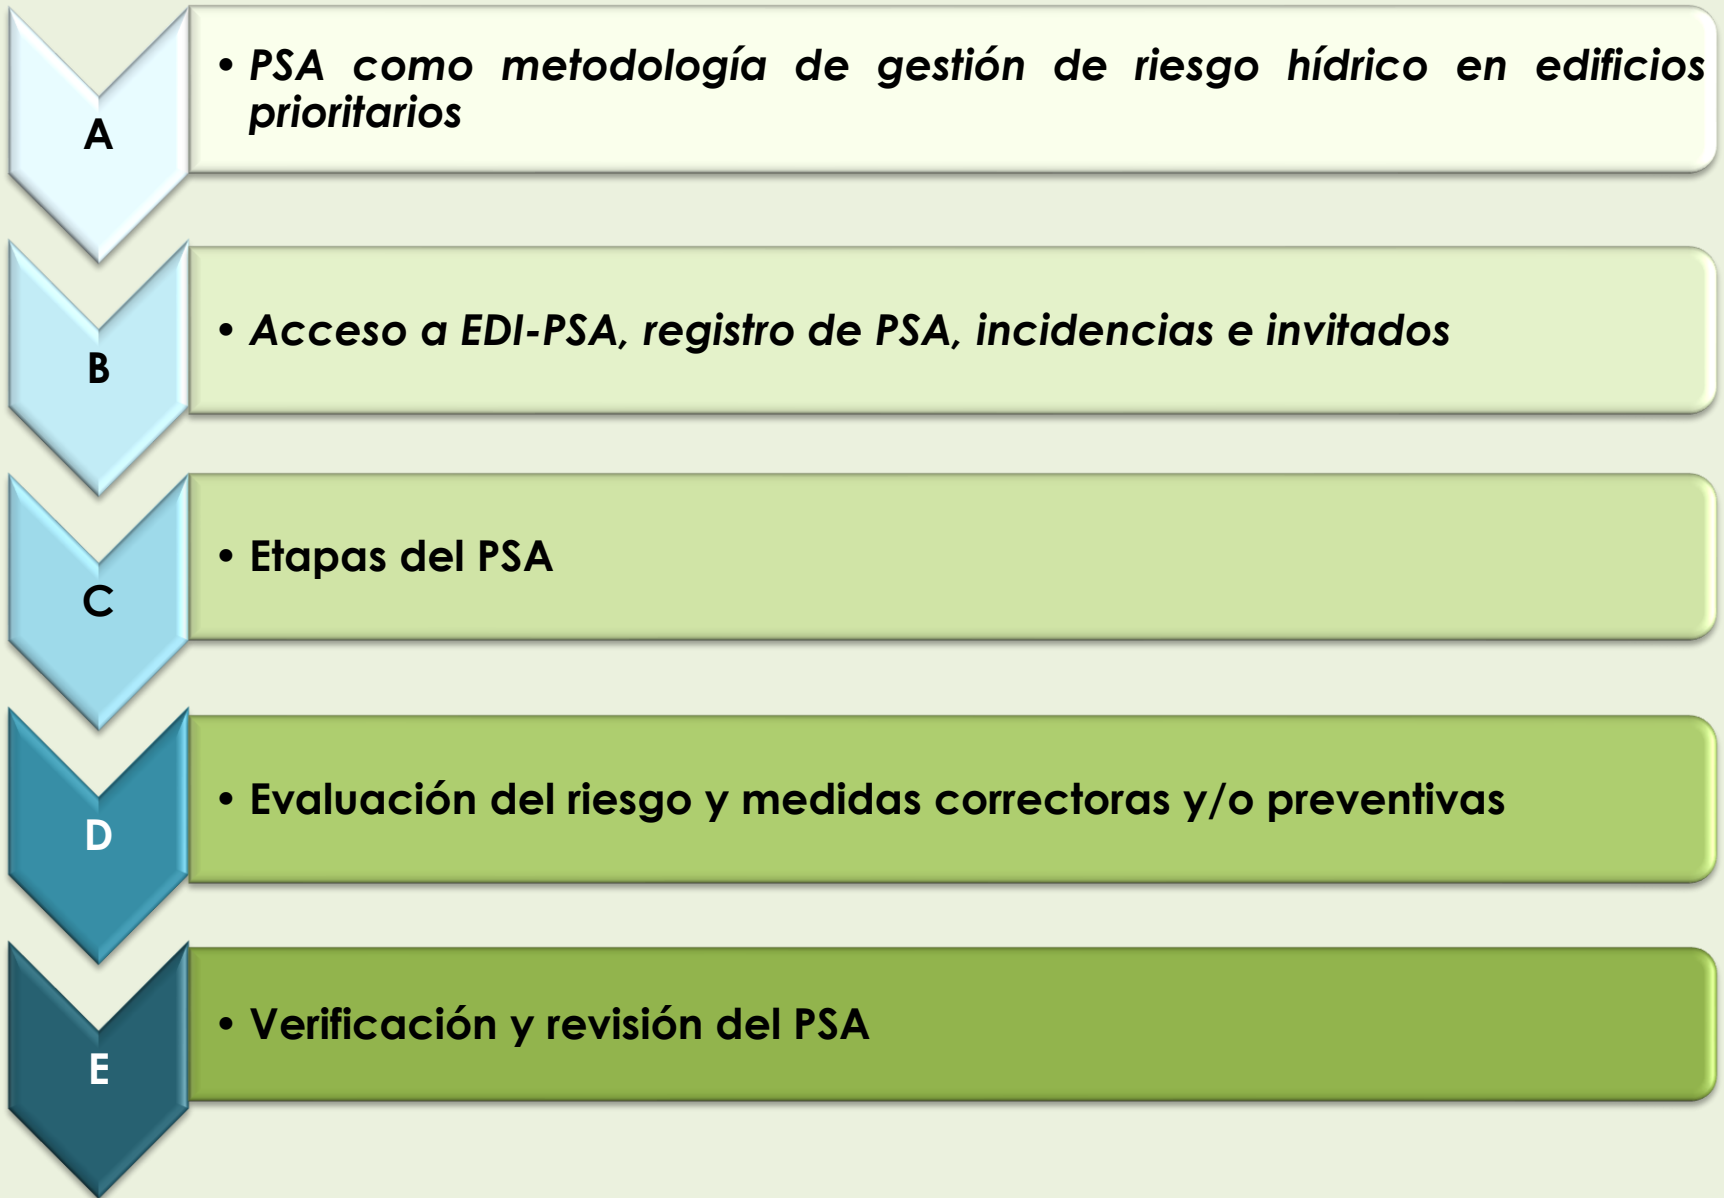 A
• PSA como metodología de gestión de riesgo hídrico en edificios
prioritarios
B
• Acceso a EDI-PSA, registro de PSA, incidencias e invitados
C
• Etapas del PSA
D
• Evaluación del riesgo y medidas correctoras y/o preventivas
E
• Verificación y revisión del PSA